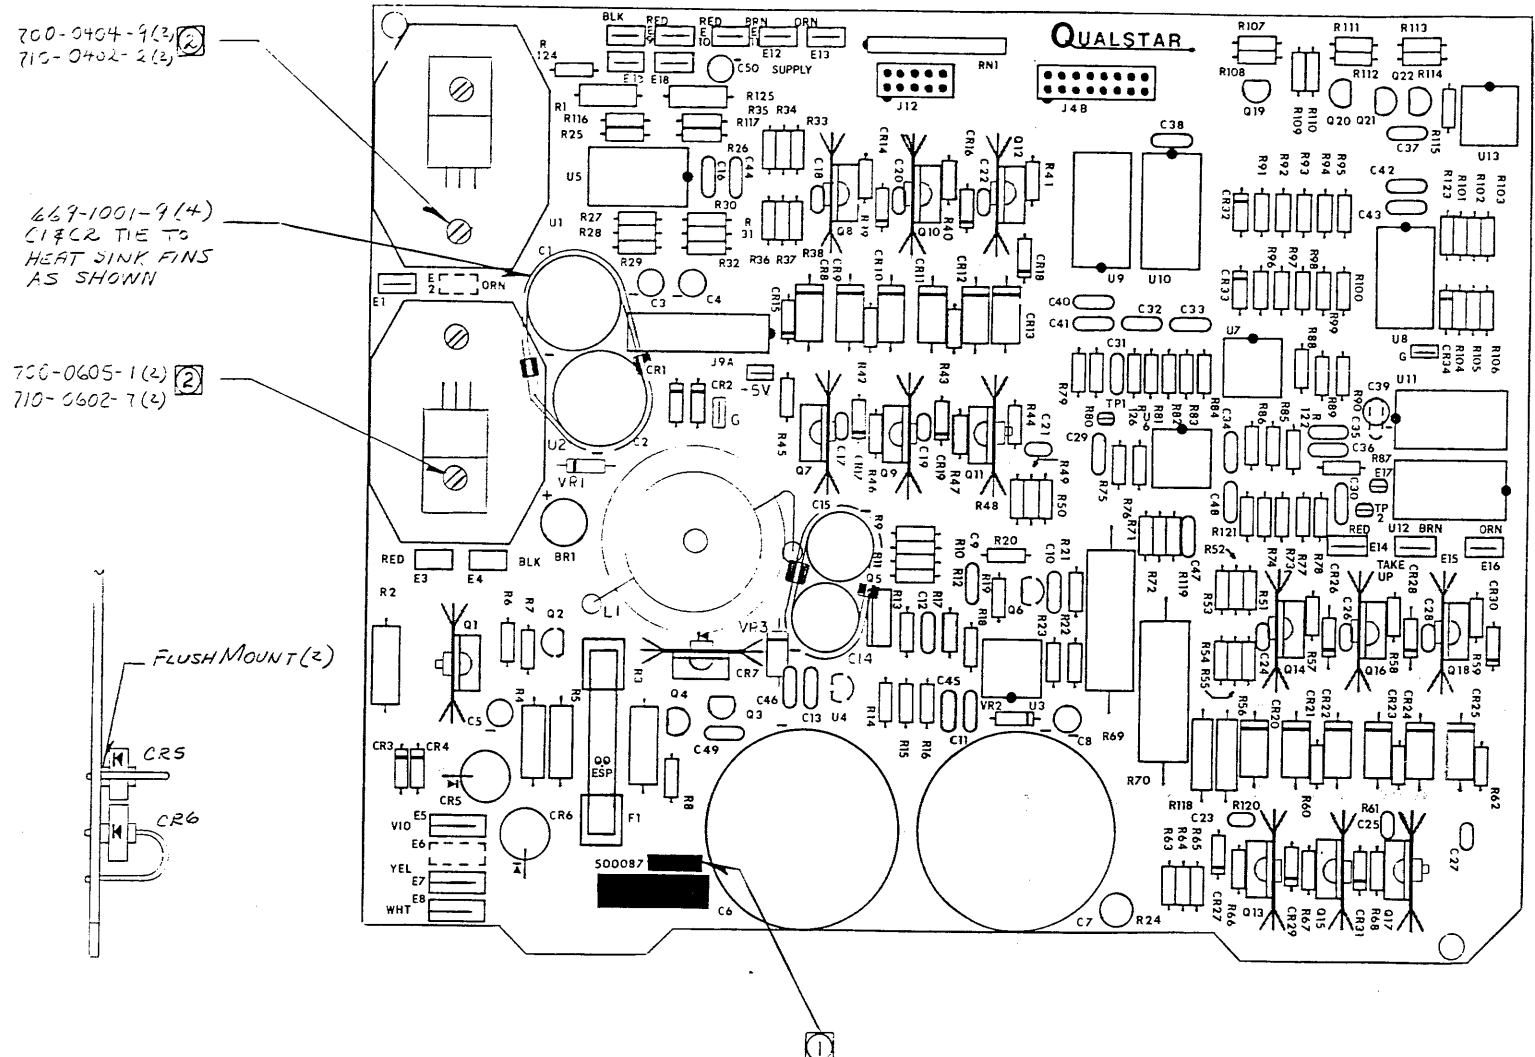 700-0404-9(2) 2
710-0402-2(2)
669-1001-9(4)
C1 & C2 TIE TO
HEAT SINK FINS
AS SHOWN
700-0605-1(2) 2
710-0602-7(2)
FLUSH MOUNT (2)
CR5
CR6
BLK RED RED BRN ORN
E10 E12 E13
E18
C50 SUPPLY
QUALSTAR
RN1
J12
J4B
R107 R111 R113
R108 R112 Q22 R114
Q19 R109 R110 Q20 Q21
C37 R115 U13
R124
R1 R125
R116 R117
R25
R35 R34 R33
R26
U5 C16 C44
R30
C18 CR14 C20 CR16 C22 Q12 R41
C38
U1
R27
R28
R31
R29 R32
R36 R37 R38
Q8 R39 Q10 R40
CR18
U9 U10
R91 R92 R93 R94 R95
CR32
C42
C43
R123 R101 R102 R103
R96 R97 R98
CR33 R99 R100
C1
E1 E2 ORN
C3 C4
CR15 CR8 CR9 CR10 CR11 CR12 CR13
C40
C41 C32 C33
U7 R88
U8
G
CR34 R104 R105 R106
J9A
CR1
-5V
CR2
G
C2
U2
VR1
R42 R43
R45 R44 C21
Q7 C17 CR17 R46 Q9 C19 CR19 R47 Q11
R48 R49 R50
C31
R79 R80 TP1 R126 R81 R82 R83 R84
C29
R75 R76
C34 R86 R85 R122 R89 R90 C39 U11
C35
C36
R87
E17
C30 TP2
U12
C48
R121
BR1
RED E3 E4 BLK
L1
C15 R9
R11 R10
Q5
C9 R20 C10 R21
R12 R19 Q6
R13 C12 R17 R18 R23 R22
R71
R72 R119 C47
R52
R53 R51
R74 R73 R77 R78
RED BRN ORN
E14 E15 E16
TAKE
UP
CR26 CR28 CR30
C24 Q14 R57 C26 Q16 R58 C28 Q18 R59
R2
Q1
R6 R7 Q2
VR3
C14
CR7
R3 Q4 Q3
C46 C13 U4
C45
R14 R15 R16 C11
VR2 U3
C8
R69
R70
R54
R55
R56 CR20 CR21 CR22 CR23 CR24 CR25
C5 R4 R5
C49
CR3 CR4
CR5
CR6
F1
R8
R118 R120 R60 R61 R62
C23 C25 C27
VIO E5
E6
YEL
E7
E8
WHT
500087
C6
C7 R24
R63 R64 R65
CR27 R66 Q13 CR29 R67 Q15 CR31 R68 Q17
1